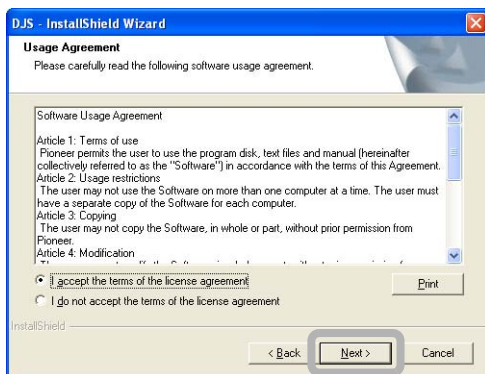 DJS - InstallShield Wizard
Usage Agreement
Please carefully read the following software usage agreement.
Software Usage Agreement
Article 1: Terms of use
Pioneer permits the user to use the program disk, text files and manual (hereinafter
collectively referred to as the "Software") in accordance with the terms of this Agreement.
Article 2: Usage restrictions
The user may not use the Software on more than one computer at a time. The user must
have a separate copy of the Software for each computer.
Article 3: Copying
The user may not copy the Software, in whole or part, without prior permission from
Pioneer.
Article 4: Modification
I accept the terms of the license agreement
Print
I do not accept the terms of the license agreement
InstallShield
< Back
Next >
Cancel